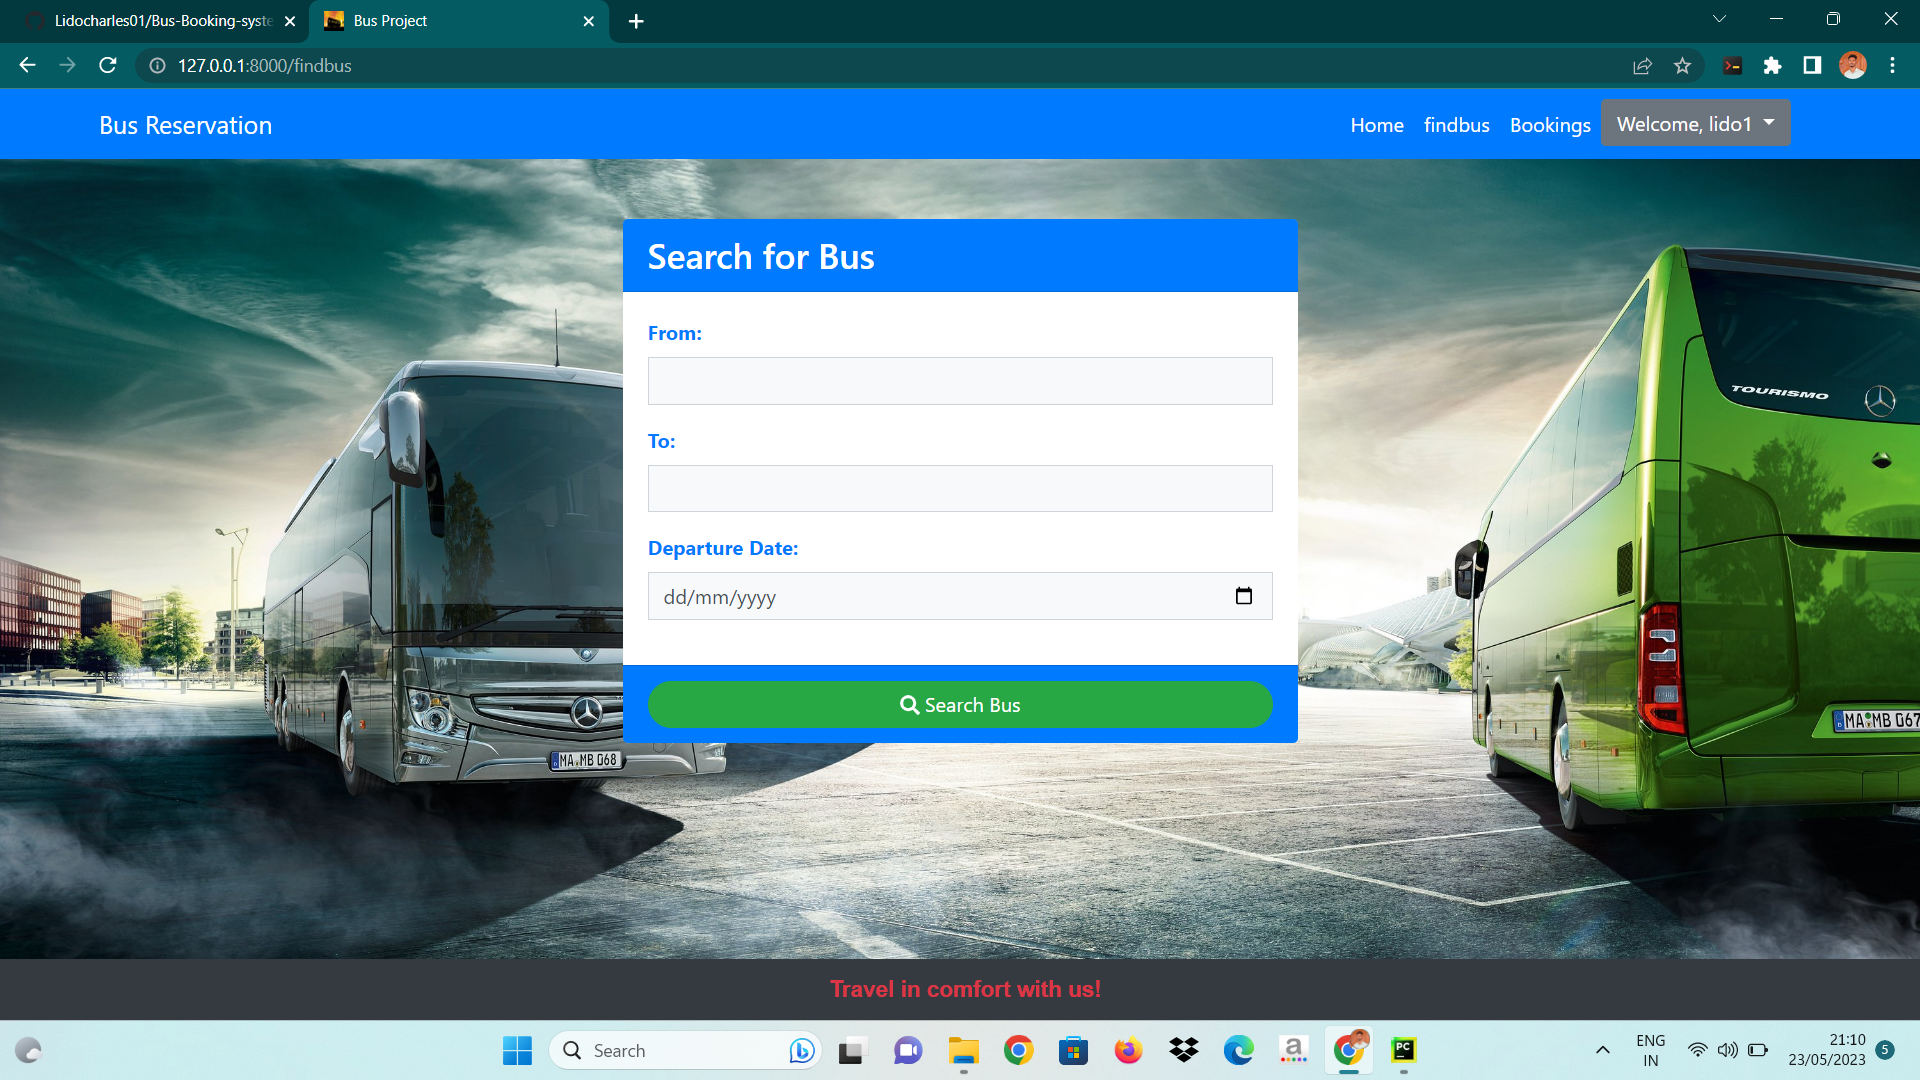 Lidocharles01/Bus-Booking-syste
Bus Project
127.0.0.1:8000/findbus
Bus Reservation
Home
findbus
Bookings
Welcome, lido1
Search for Bus
From:
To:
Departure Date:
dd/mm/yyyy
Search Bus
TOURISMO
MA MB 068
MA MB 067
Travel in comfort with us!
Search
a
PC
ENG
IN
21:10
23/05/2023
5